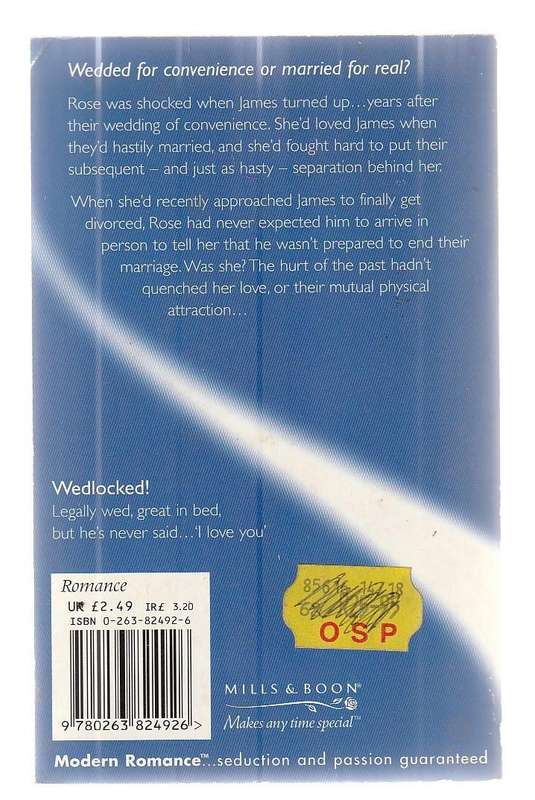 Wedded for convenience or married for real?
Rose was shocked when James turned up...years after
their wedding of convenience. She'd loved James when
they'd hastily married, and she'd fought hard to put their
subsequent – and just as hasty – separation behind her.
When she'd recently approached James to finally get
divorced, Rose had never expected him to arrive in
person to tell her that he wasn't prepared to end their
marriage. Was she? The hurt of the past hadn't
quenched her love, or their mutual physical
attraction...
Wedlocked!
Legally wed, great in bed,
but he's never said...'I love you'
Romance
UK £2.49 IR£ 3.20
ISBN 0-263-82492-6
9 780263 824926 >
OSP
MILLS & BOON®
Makes any time special™
Modern Romance™...seduction and passion guaranteed